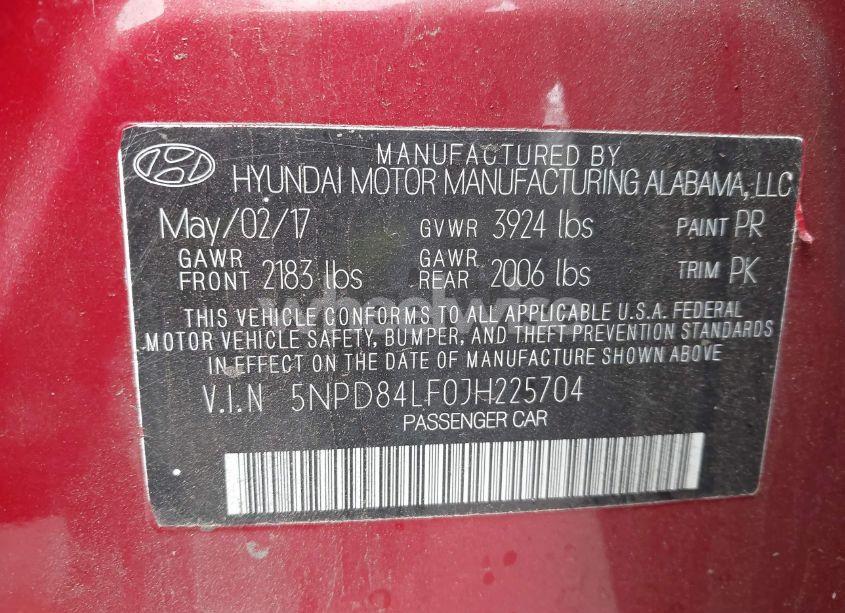 MANUFACTURED BY
HYUNDAI MOTOR MANUFACTURING ALABAMA, LLC
May/02/17 GVWR 3924 lbs PAINT PR
GAWR FRONT 2183 lbs GAWR REAR 2006 lbs TRIM PK
wheelwise
THIS VEHICLE CONFORMS TO ALL APPLICABLE U.S.A. FEDERAL
MOTOR VEHICLE SAFETY, BUMPER, AND THEFT PREVENTION STANDARDS
IN EFFECT ON THE DATE OF MANUFACTURE SHOWN ABOVE.
V.I.N 5NPD84LF0JH225704
PASSENGER CAR